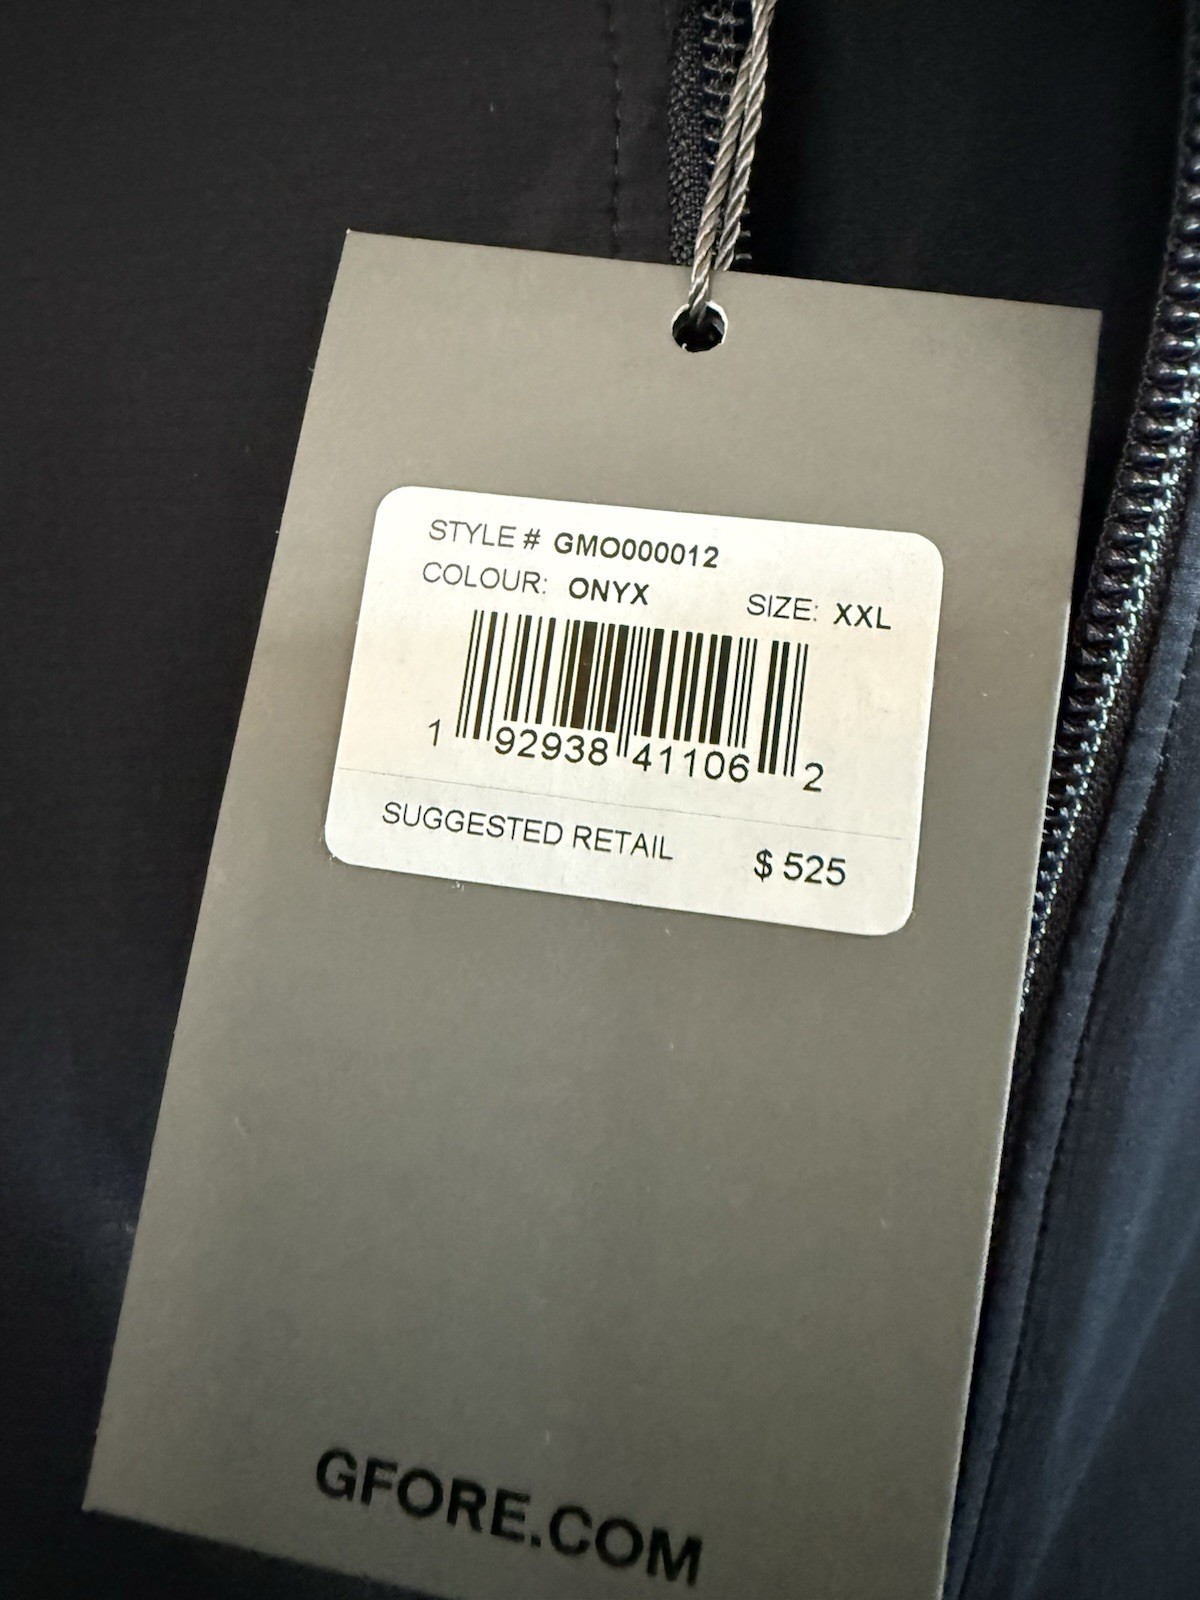 STYLE # GMO000012
COLOUR: ONYX SIZE: XXL
1 92938 41106 2
SUGGESTED RETAIL $ 525
GFORE.COM